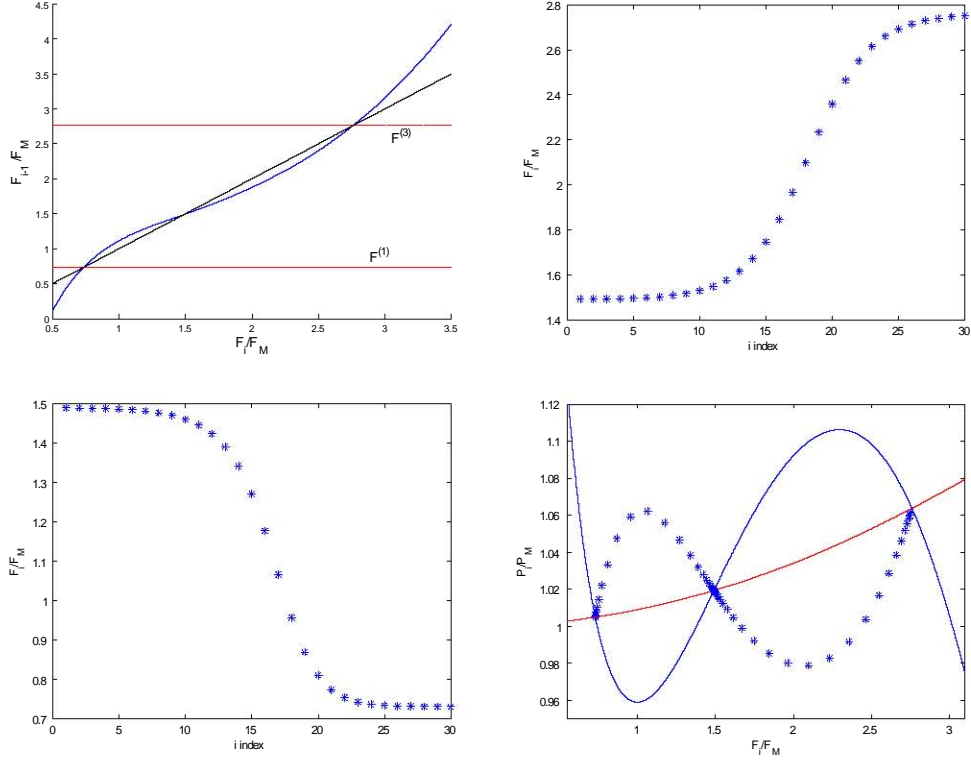 4.5
4
3.5
3
2.5
2
1.5
1
0.5
0
F_{i-1}/F_M
F^{(3)}
F^{(1)}
0.5 1 1.5 2 2.5 3 3.5
F_i/F_M
2.8
2.6
2.4
2.2
2
1.8
1.6
1.4
F_i/F_M
0 5 10 15 20 25 30
i index
1.5
1.4
1.3
1.2
1.1
1
0.9
0.8
0.7
F_i/F_M
0 5 10 15 20 25 30
i index
1.12
1.1
1.08
1.06
1.04
1.02
1
0.98
0.96
P_i/P_M
1 1.5 2 2.5 3
F_i/F_M